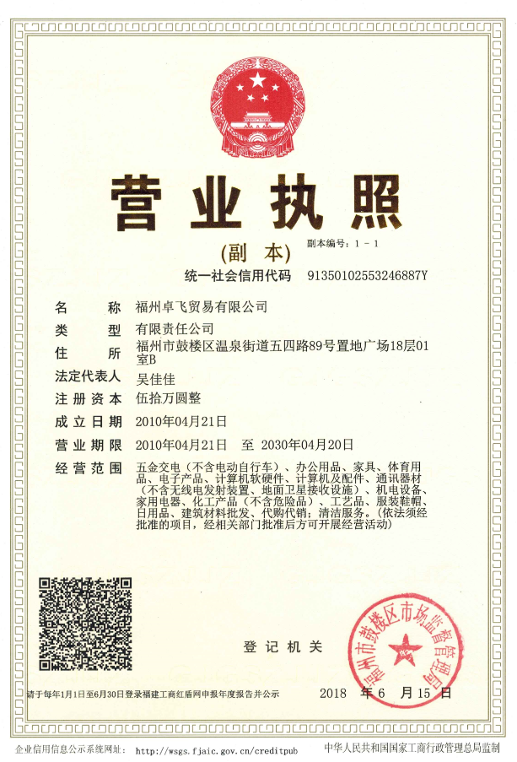 营业执照
(副 本) 副本编号：1－1
统一社会信用代码 91350102553246887Y
名 称 福州卓飞贸易有限公司
类 型 有限责任公司
住 所 福州市鼓楼区温泉街道五四路89号置地广场18层01
室B
法定代表人 吴佳佳
注 册 资 本 伍拾万圆整
成 立 日 期 2010年04月21日
营 业 期 限 2010年04月21日 至 2030年04月20日
经 营 范 围 五金交电（不含电动自行车）、办公用品、家具、体育用
品、电子产品、计算机软硬件、计算机及配件、通讯器材
（不含无线电发射装置、地面卫星接收设施）、机电设备、
家用电器、化工产品（不含危险品）、工艺品、服装鞋帽、
日用品、建筑材料批发、代购代销；清洁服务。(依法须经
批准的项目，经相关部门批准后方可开展经营活动)
登 记 机 关
福州市鼓楼区市场监督管理局
请于每年1月1日至6月30日登录福建工商红盾网申报年度报告并公示
2018 年 6 月 15 日
企业信用信息公示系统网址： http://wsgs.fjaic.gov.cn/creditpub
中华人民共和国国家工商行政管理总局监制